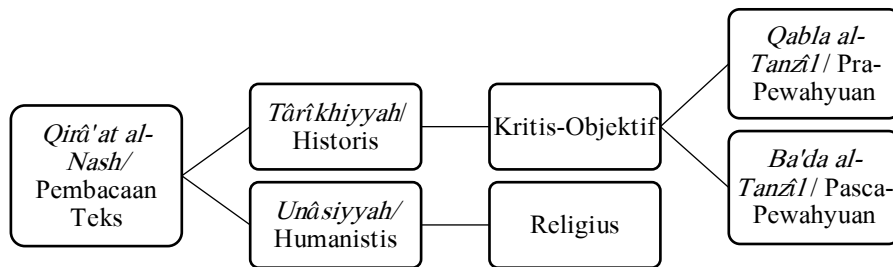 Qirâ'at al-
Nash/
Pembacaan
Teks
Târîkhiyyah/
Historis
Kritis-Objektif
Qabla al-
Tanzîl / Pra-
Pewahyuan
Ba'da al-
Tanzîl / Pasca-
Pewahyuan
Unâsiyyah/
Humanistis
Religius